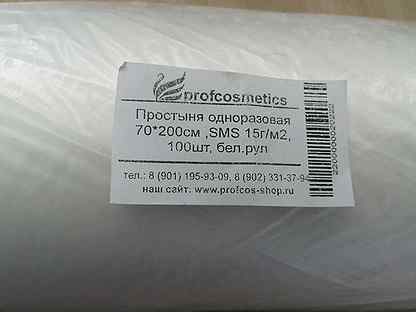 profcosmetics
Простыня одноразовая
70*200см ,SMS 15г/м2,
100шт, бел.рул
тел.: 8 (901) 195-93-09, 8 (902) 331-37-94
наш сайт: www.profcos-shop.ru